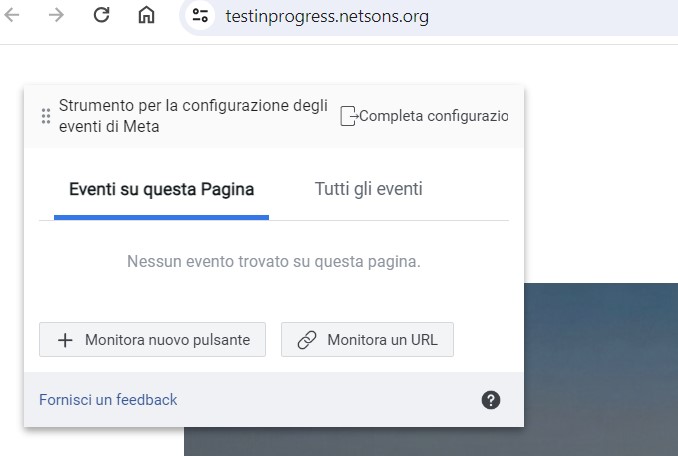 testinprogress.netsons.org
Strumento per la configurazione degli
eventi di Meta
Completa configurazio
Eventi su questa Pagina
Tutti gli eventi
Nessun evento trovato su questa pagina.
Monitora nuovo pulsante
Monitora un URL
Fornisci un feedback
?